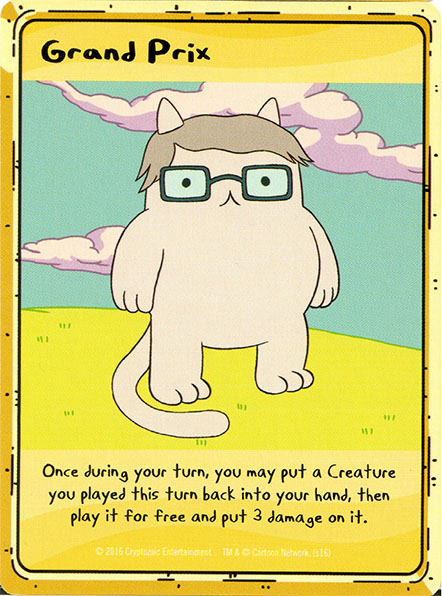 Grand Prix
Once during your turn, you may put a Creature
you played this turn back into your hand, then
play it for free and put 3 damage on it.
© 2016 Cryptozoic Entertainment. TM & © Cartoon Network. (s16)